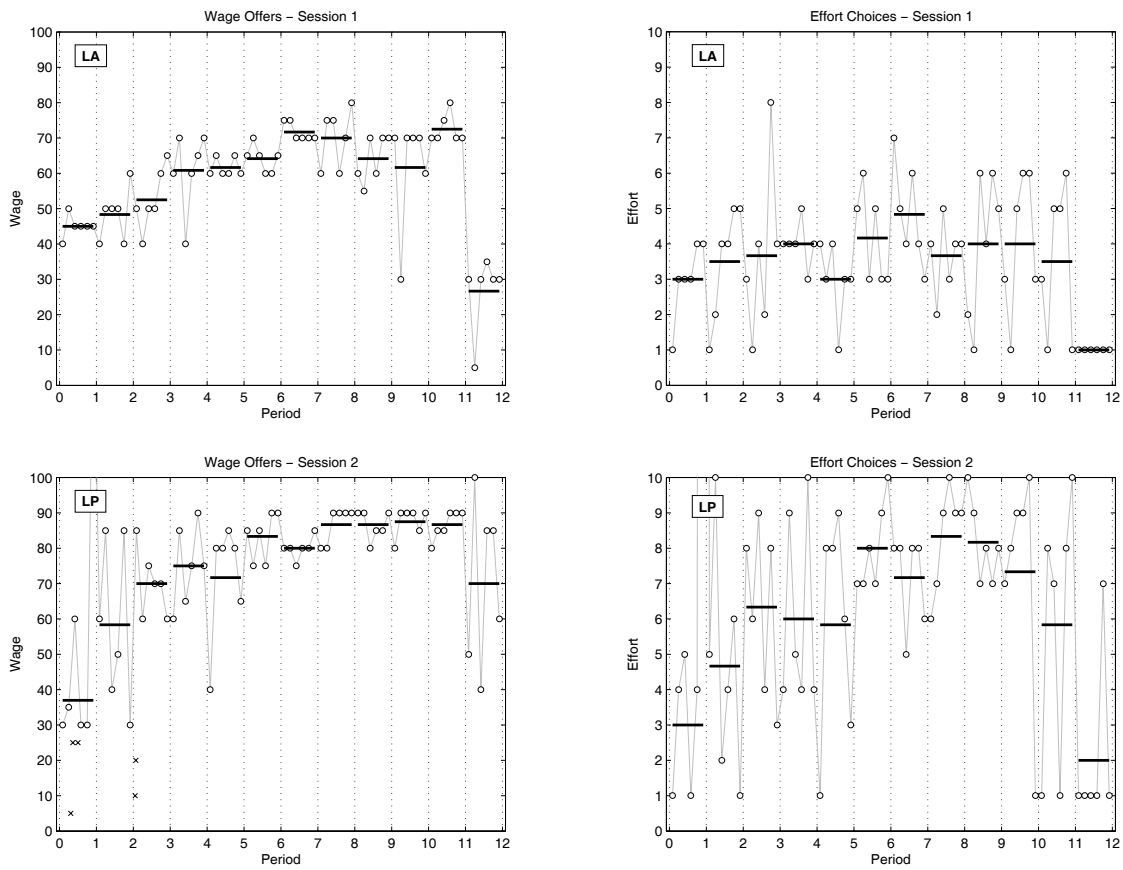 Wage Offers – Session 1
100
90
80
70
60
50
40
30
20
10
0
LA
Wage
0 1 2 3 4 5 6 7 8 9 10 11 12
Period
Effort Choices – Session 1
10
9
8
7
6
5
4
3
2
1
0
LA
Effort
0 1 2 3 4 5 6 7 8 9 10 11 12
Period
Wage Offers – Session 2
100
90
80
70
60
50
40
30
20
10
0
LP
Wage
0 1 2 3 4 5 6 7 8 9 10 11 12
Period
Effort Choices – Session 2
10
9
8
7
6
5
4
3
2
1
0
LP
Effort
0 1 2 3 4 5 6 7 8 9 10 11 12
Period